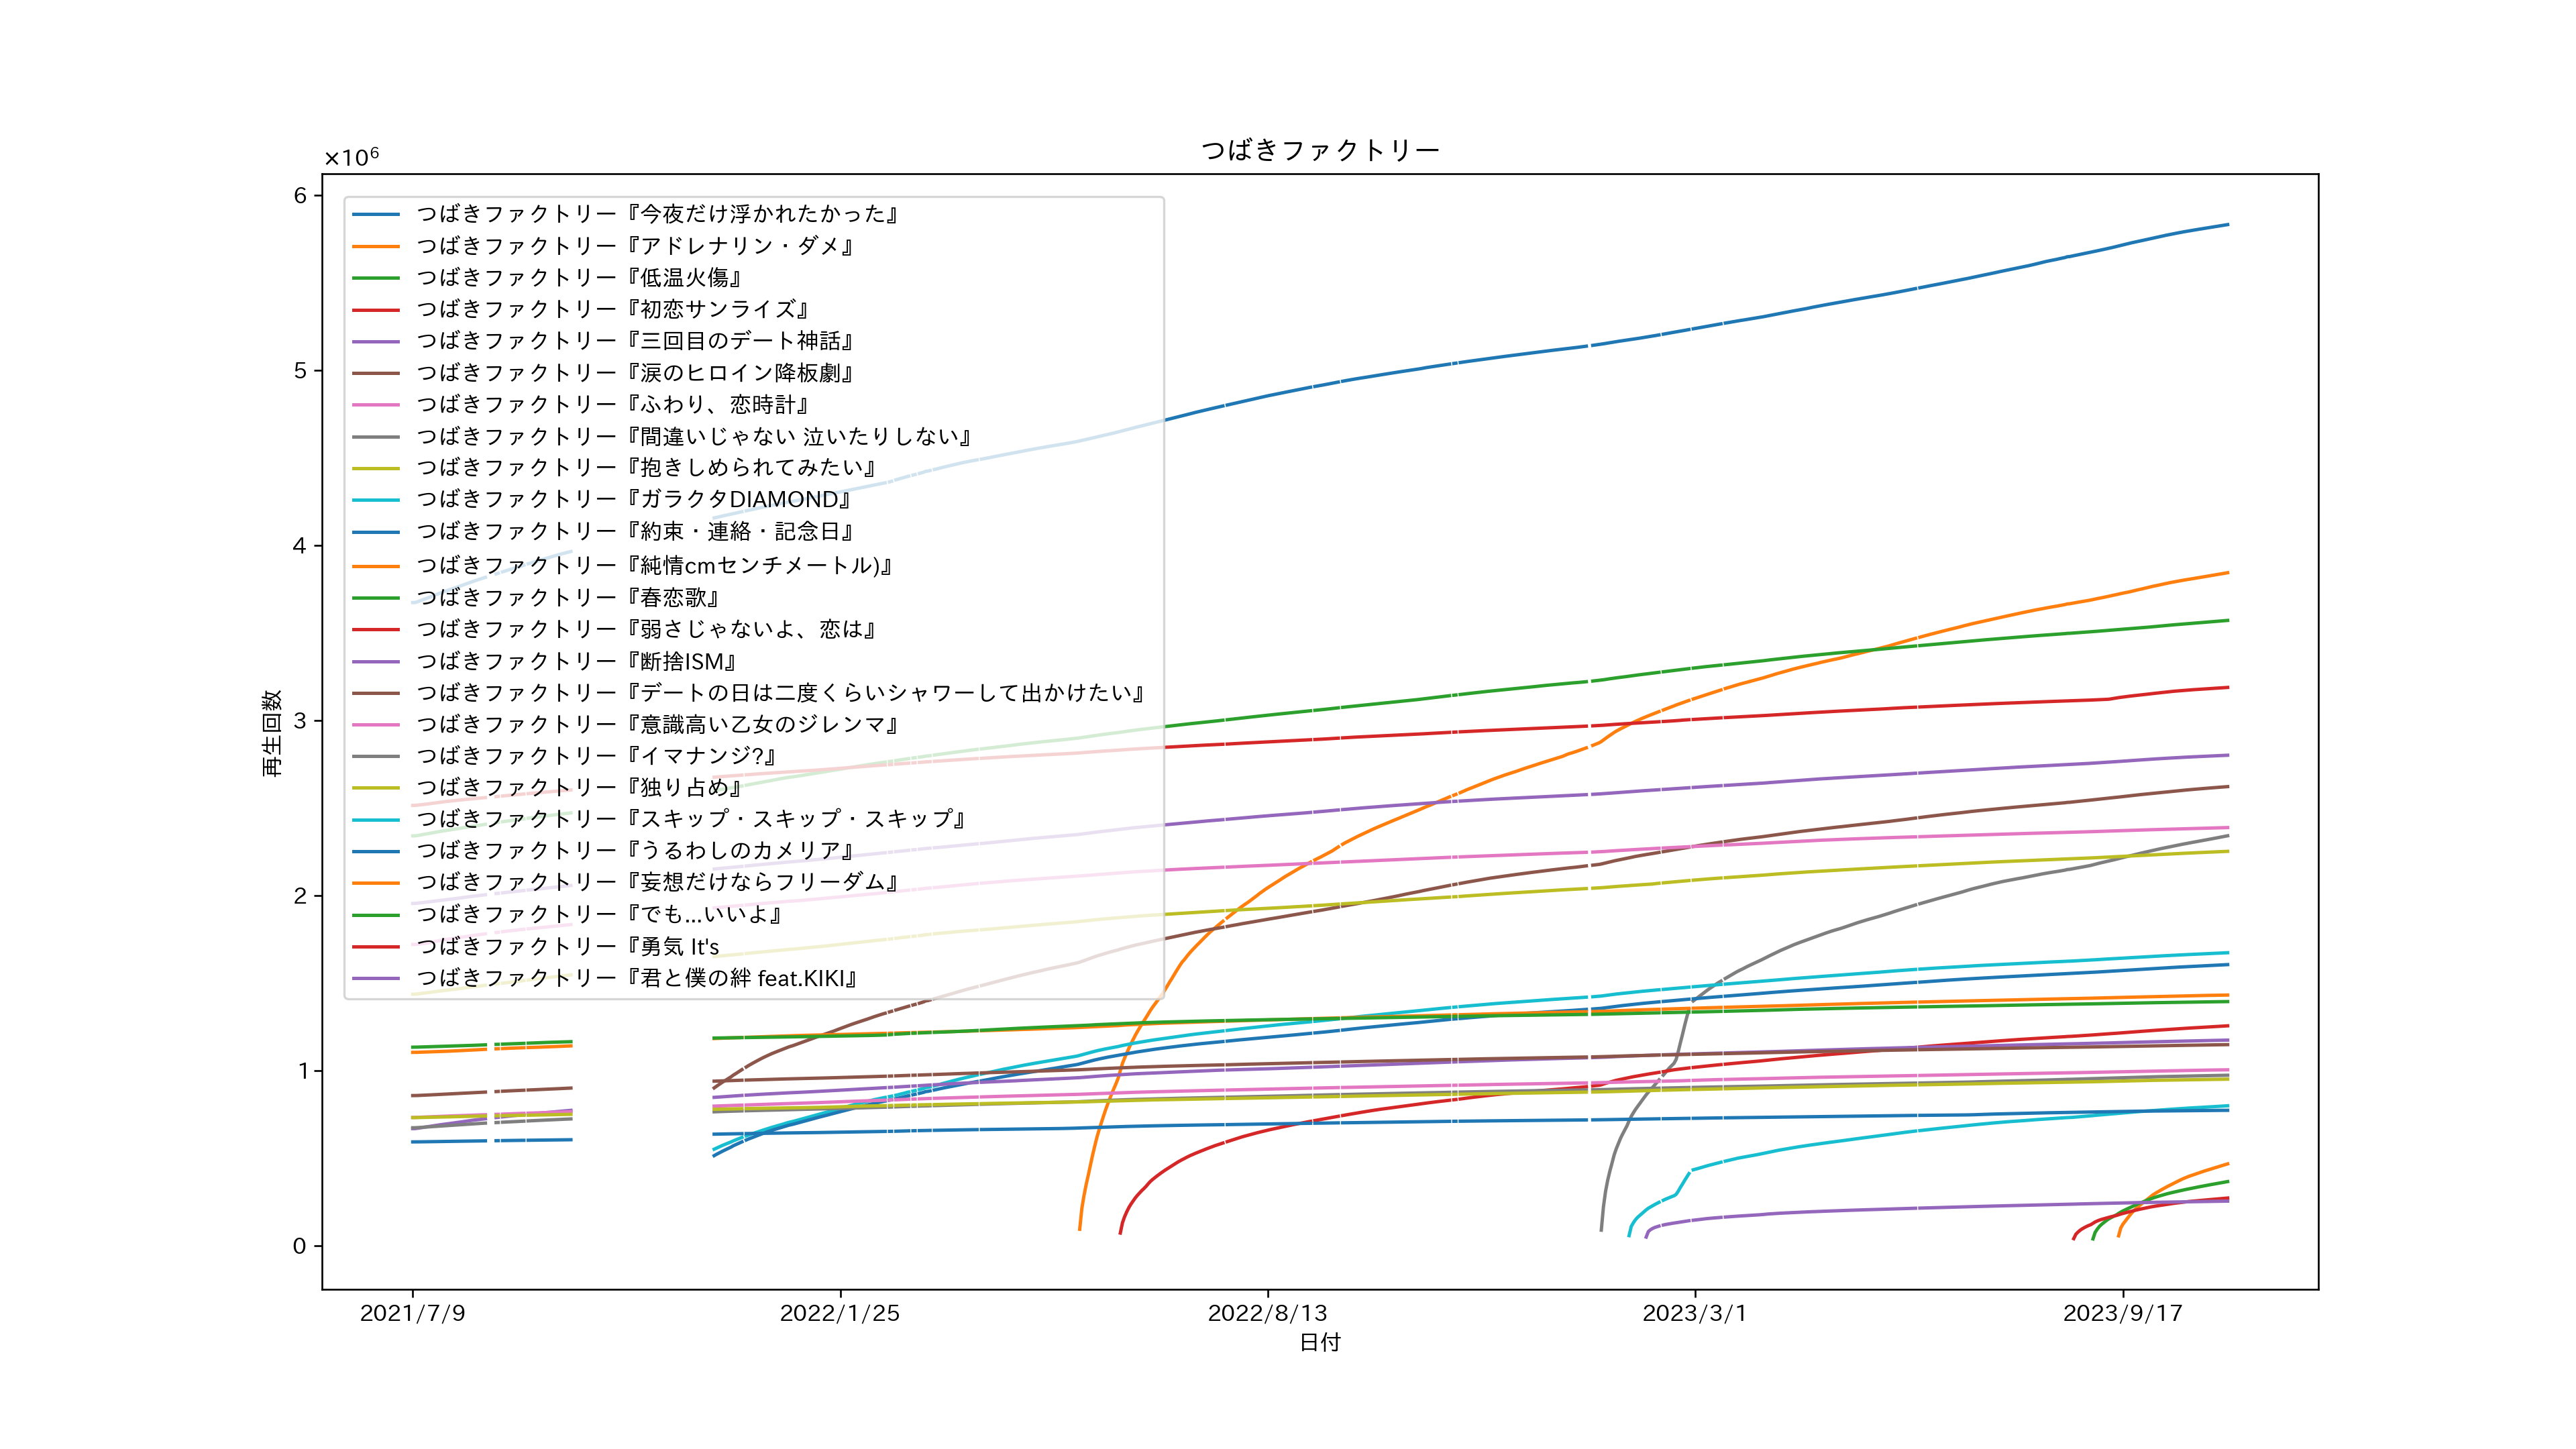 つばきファクトリー
×10⁶
6
5
4
3
2
1
0
再生回数
つばきファクトリー『今夜だけ浮かれたかった』
つばきファクトリー『アドレナリン・ダメ』
つばきファクトリー『低温火傷』
つばきファクトリー『初恋サンライズ』
つばきファクトリー『三回目のデート神話』
つばきファクトリー『涙のヒロイン降板劇』
つばきファクトリー『ふわり、恋時計』
つばきファクトリー『間違いじゃない 泣いたりしない』
つばきファクトリー『抱きしめられてみたい』
つばきファクトリー『ガラクタDIAMOND』
つばきファクトリー『約束・連絡・記念日』
つばきファクトリー『純情cmセンチメートル)』
つばきファクトリー『春恋歌』
つばきファクトリー『弱さじゃないよ、恋は』
つばきファクトリー『断捨ISM』
つばきファクトリー『デートの日は二度くらいシャワーして出かけたい』
つばきファクトリー『意識高い乙女のジレンマ』
つばきファクトリー『イマナンジ?』
つばきファクトリー『独り占め』
つばきファクトリー『スキップ・スキップ・スキップ』
つばきファクトリー『うるわしのカメリア』
つばきファクトリー『妄想だけならフリーダム』
つばきファクトリー『でも...いいよ』
つばきファクトリー『勇気 It's
つばきファクトリー『君と僕の絆 feat.KIKI』
2021/7/9 2022/1/25 2022/8/13 2023/3/1 2023/9/17
日付